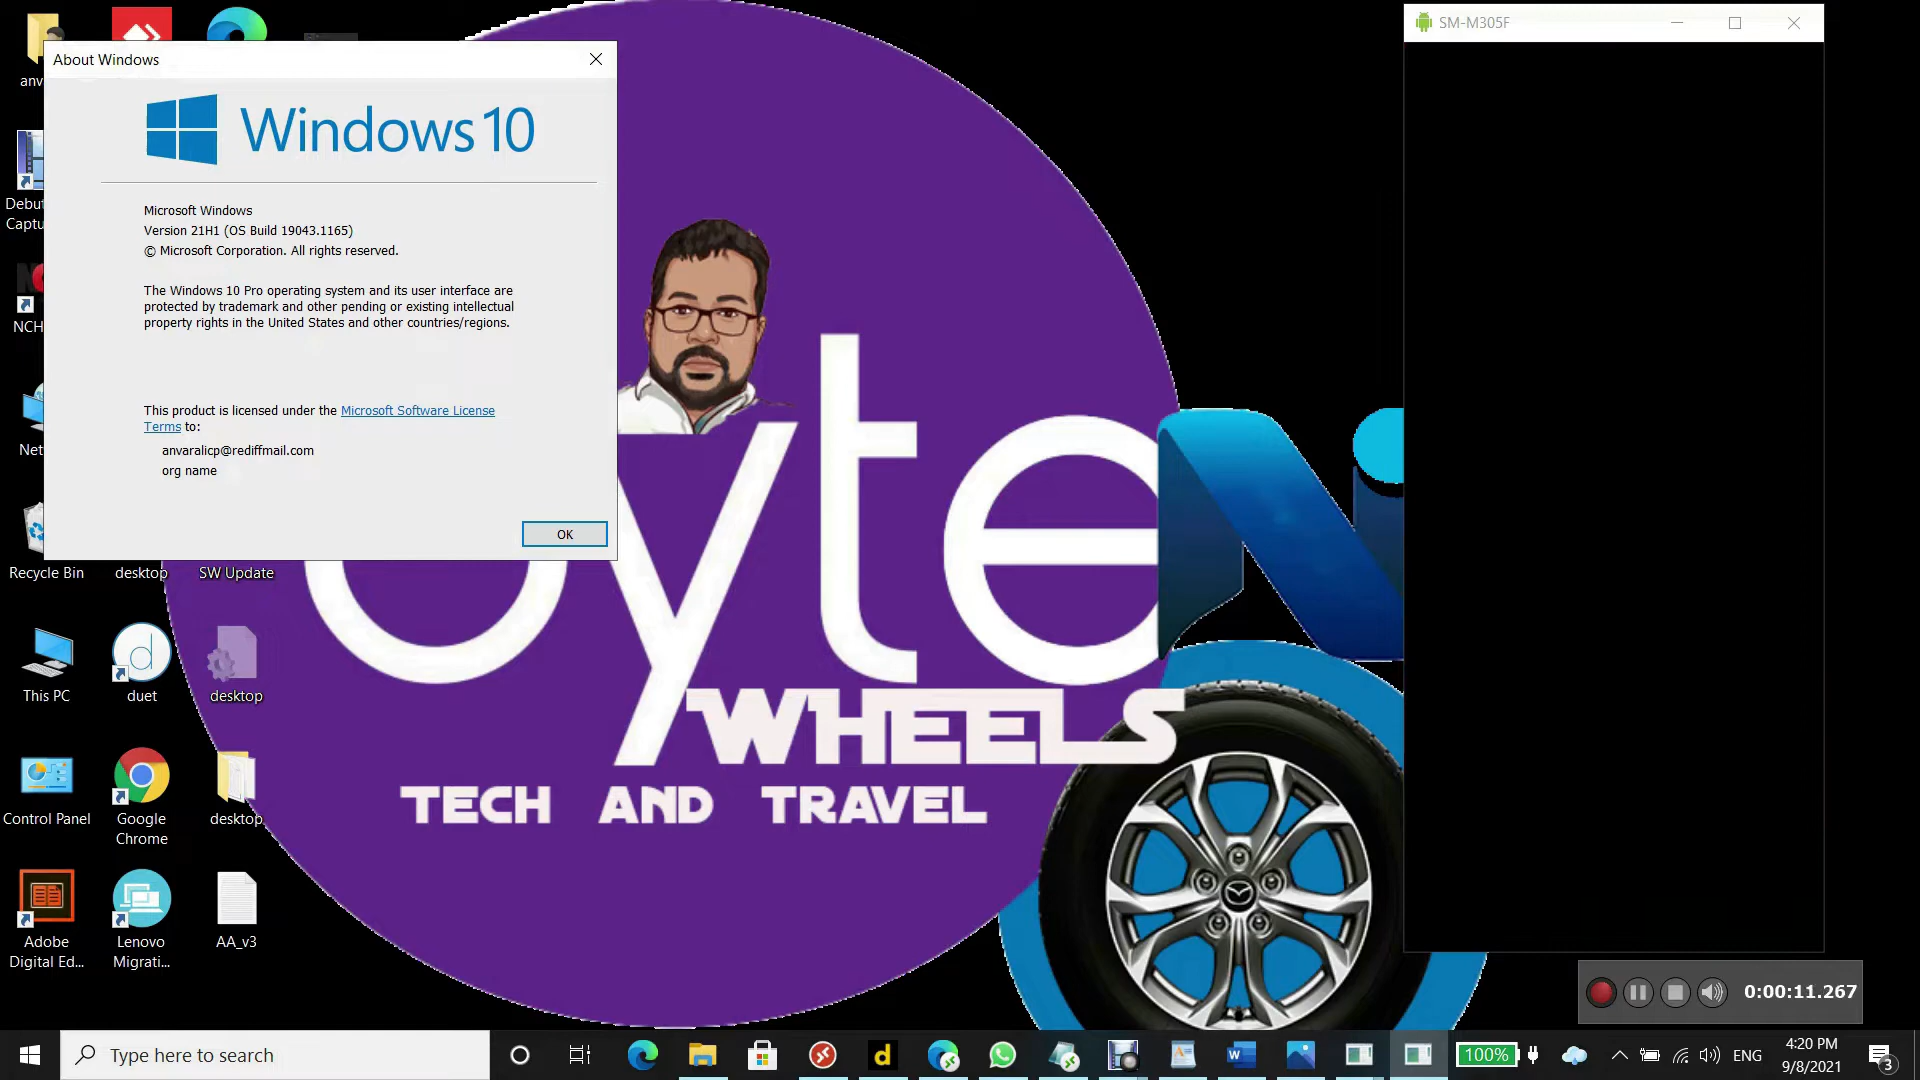 SM-M305F
anv
About Windows
Windows 10
Microsoft Windows
Version 21H1 (OS Build 19043.1165)
© Microsoft Corporation. All rights reserved.
The Windows 10 Pro operating system and its user interface are
protected by trademark and other pending or existing intellectual
property rights in the United States and other countries/regions.
This product is licensed under the Microsoft Software License
Terms to:
anvaralicp@rediffmail.com
org name
OK
Debut
Captu
NCH
Net
Recycle Bin
desktop
SW Update
This PC
duet
desktop
Control Panel
Google
Chrome
desktop
Adobe
Digital Ed...
Lenovo
Migrati...
AA_v3
byte
WHEELS
TECH AND TRAVEL
0:00:11.267
Type here to search
100%
ENG
4:20 PM
9/8/2021
3